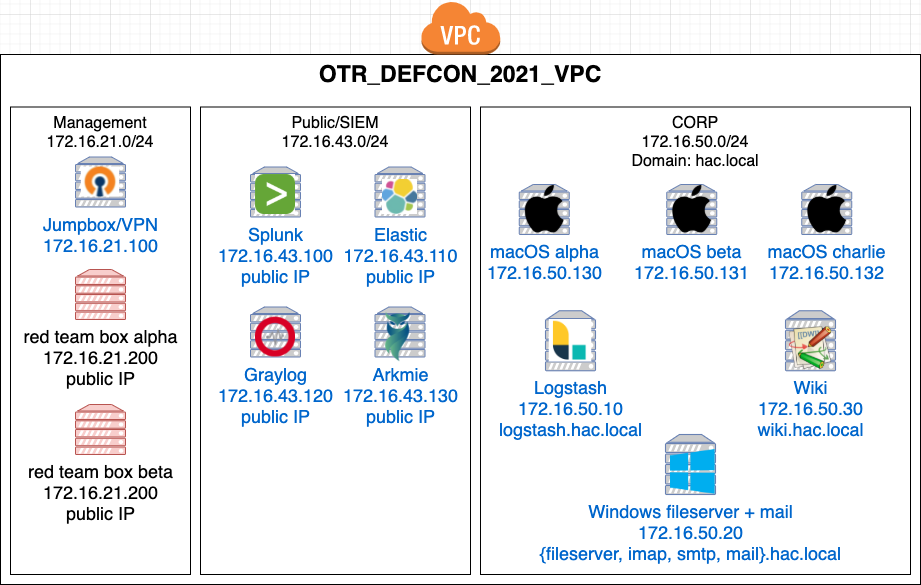 VPC
OTR_DEFCON_2021_VPC
Management
172.16.21.0/24
Jumpbox/VPN
172.16.21.100
red team box alpha
172.16.21.200
public IP
red team box beta
172.16.21.200
public IP
Public/SIEM
172.16.43.0/24
Splunk
172.16.43.100
public IP
Elastic
172.16.43.110
public IP
Graylog
172.16.43.120
public IP
Arkmie
172.16.43.130
public IP
CORP
172.16.50.0/24
Domain: hac.local
macOS alpha
172.16.50.130
macOS beta
172.16.50.131
macOS charlie
172.16.50.132
Logstash
172.16.50.10
logstash.hac.local
Wiki
172.16.50.30
wiki.hac.local
Windows fileserver + mail
172.16.50.20
{fileserver, imap, smtp, mail}.hac.local